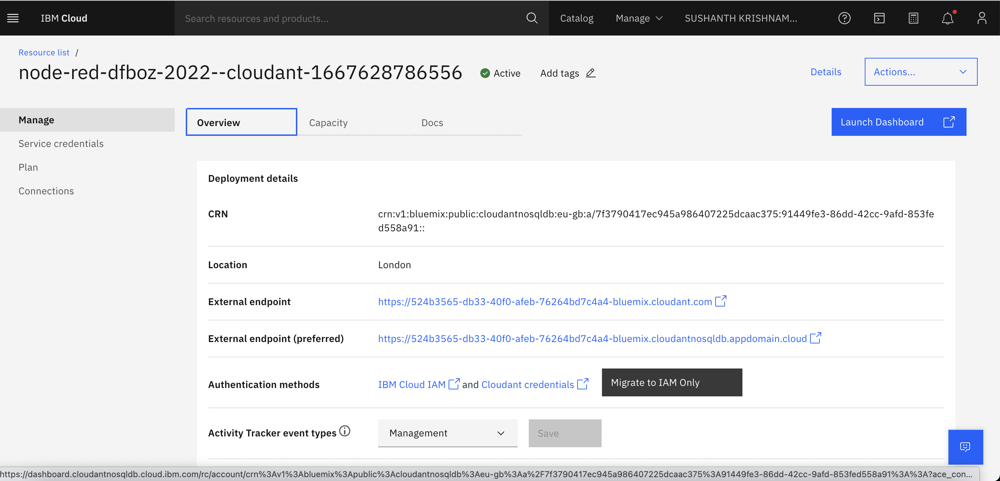 IBM Cloud
Search resources and products...
Catalog
Manage
SUSHANTH KRISHNAM...
Resource list /
node-red-dfboz-2022--cloudant-1667628786556
Active
Add tags
Details
Actions...
Manage
Service credentials
Plan
Connections
Overview
Capacity
Docs
Launch Dashboard
Deployment details
CRN
crn:v1:bluemix:public:cloudantnosqldb:eu-gb:a/7f3790417ec945a986407225dcaac375:91449fe3-86dd-42cc-9afd-853fe
d558a91::
Location
London
External endpoint
https://524b3565-db33-40f0-afeb-76264bd7c4a4-bluemix.cloudant.com
External endpoint (preferred)
https://524b3565-db33-40f0-afeb-76264bd7c4a4-bluemix.cloudantnosqldb.appdomain.cloud
Authentication methods
IBM Cloud IAM and Cloudant credentials
Migrate to IAM Only
Activity Tracker event types
Management
Save
https://dashboard.cloudantnosqldb.cloud.ibm.com/rc/account/crn%3Av1%3Abluemix%3Apublic%3Acloudantnosqldb%3Aeu-gb%3Aa%2F7f3790417ec945a986407225dcaac375%3A91449fe3-86dd-42cc-9afd-853fed558a91%3A%3A?ace_con...